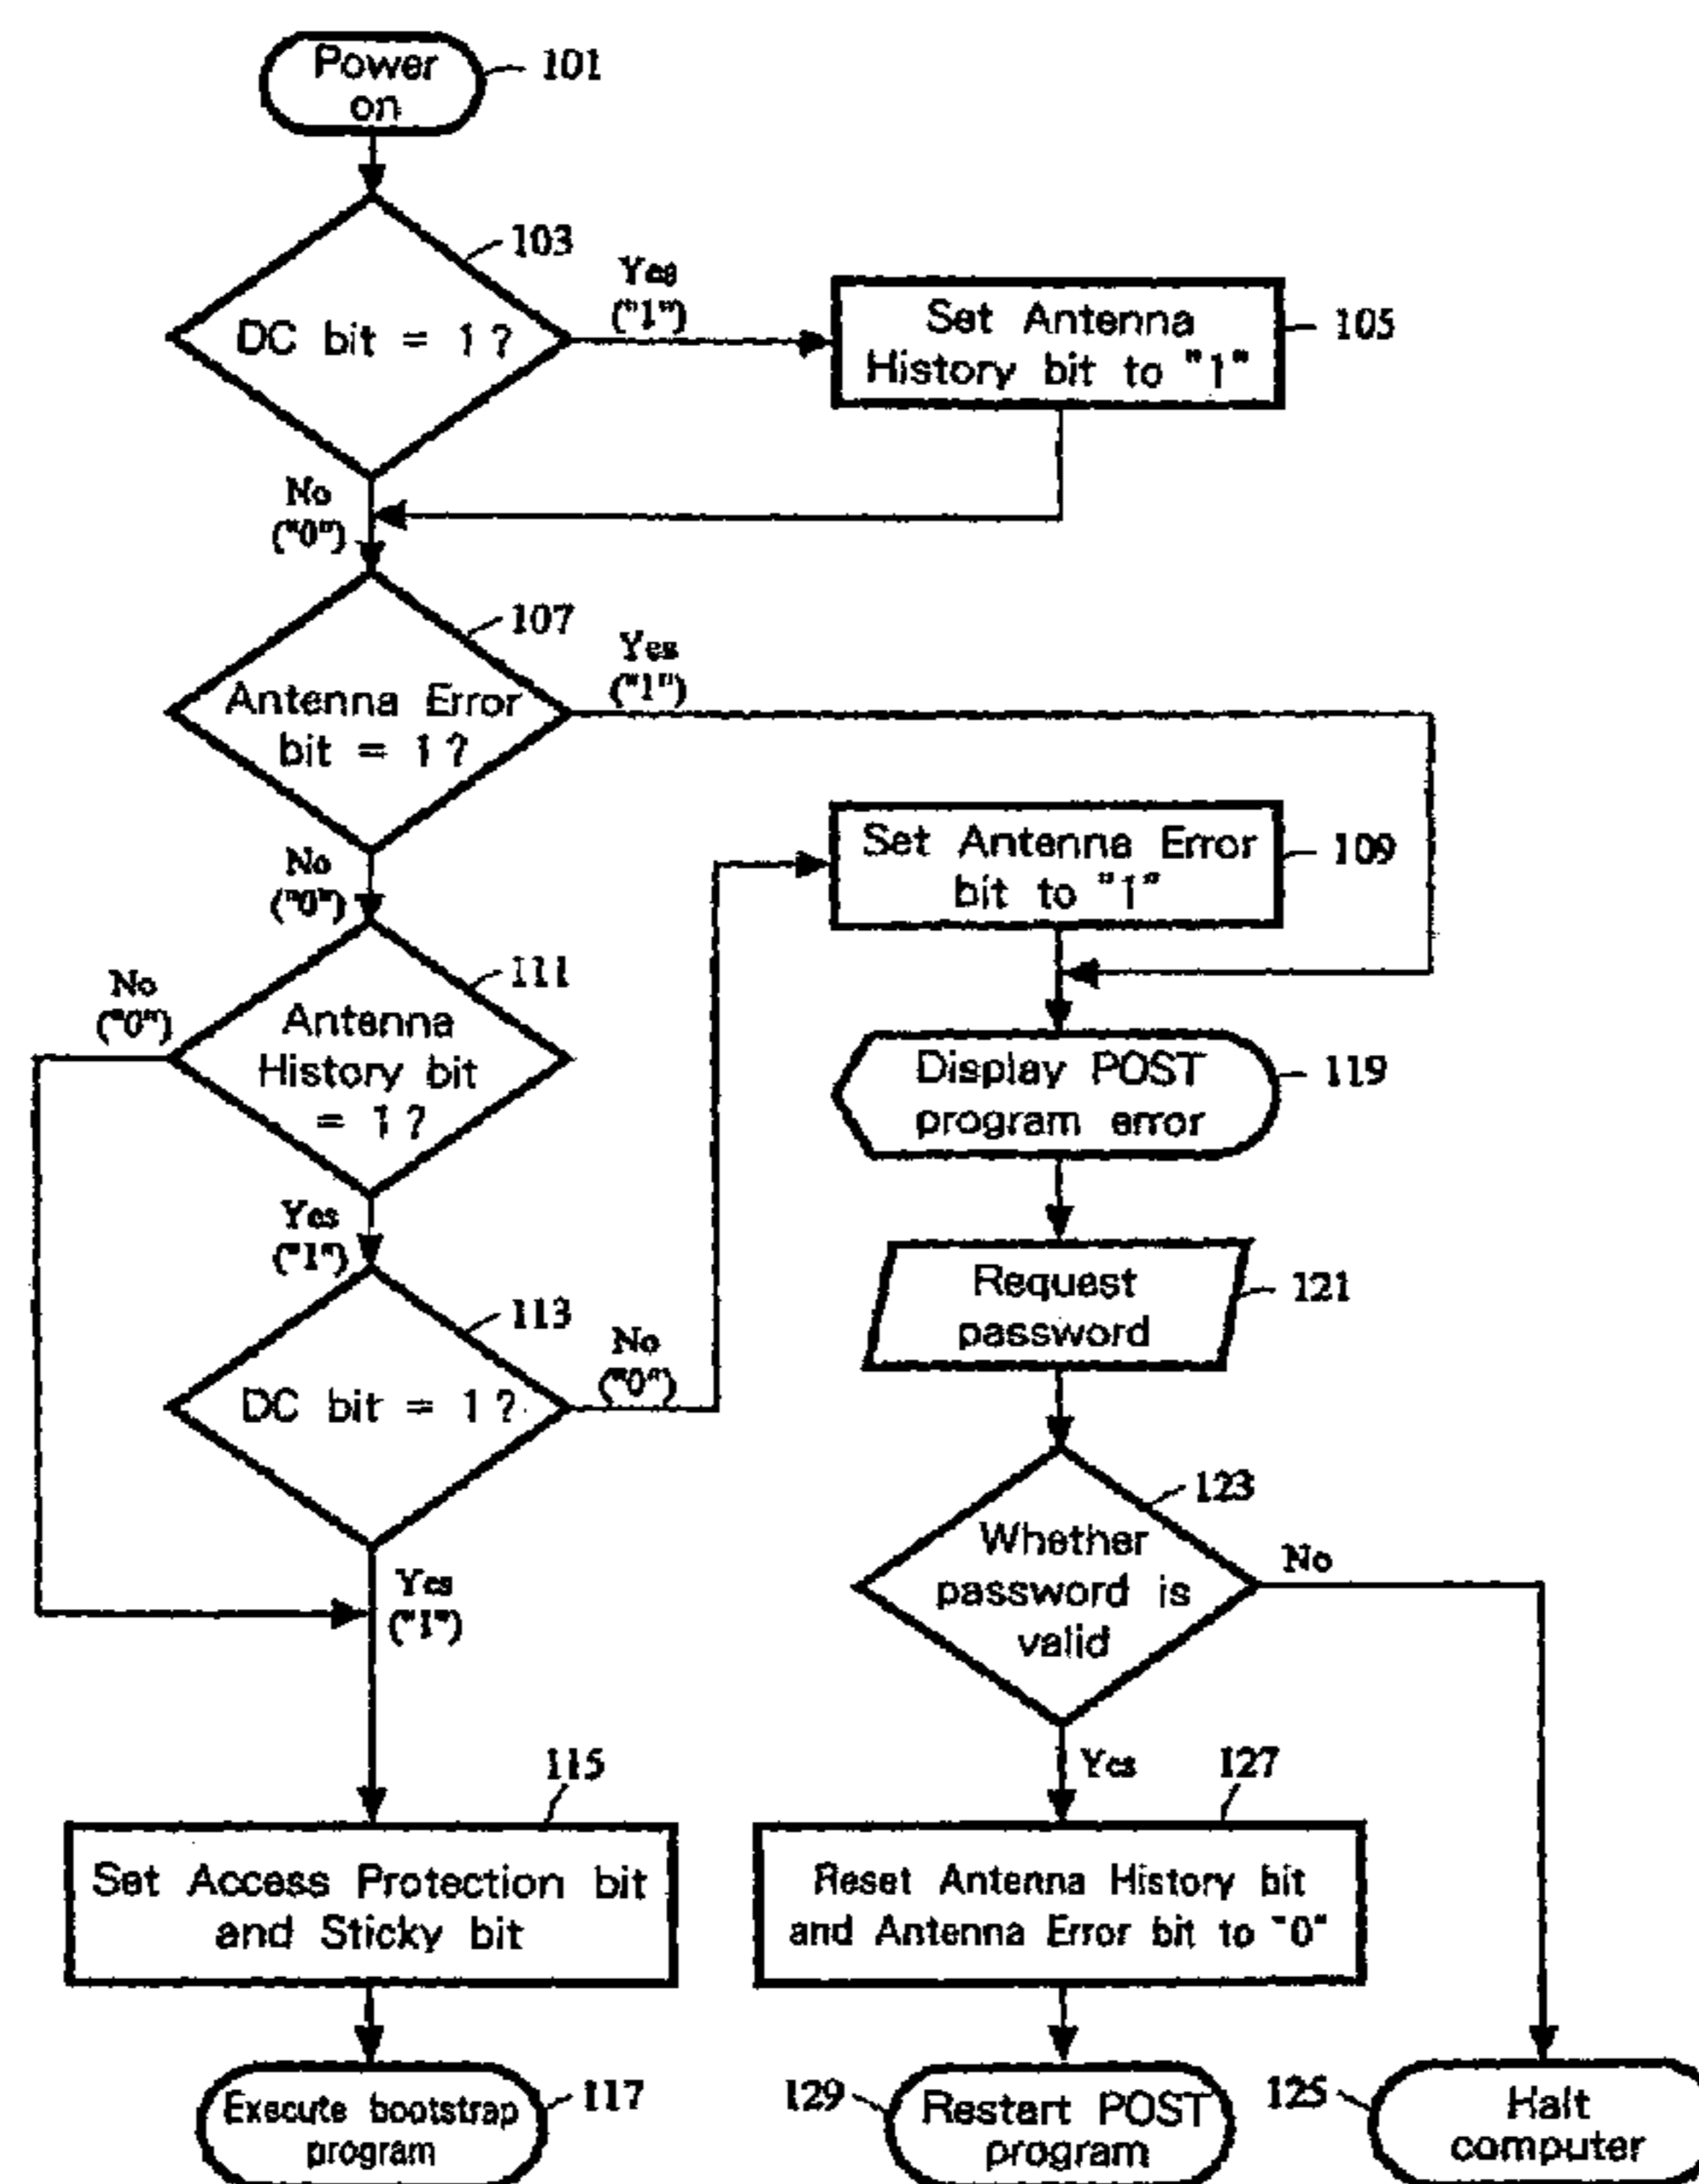 Power
on
101
103
DC bit = 1?
Yes
("1")
Set Antenna
History bit to "1"
105
No
("0")
107
Antenna Error
bit = 1?
Yes
("1")
No
("0")
Set Antenna Error
bit to "1"
109
111
No
("0")
Antenna
History bit
= 1?
Display POST
program error
119
Yes
("1")
Request
password
121
113
No
("0")
DC bit = 1?
123
Whether
password is
valid
No
Yes
("1")
115
Yes
127
Set Access Protection bit
and Sticky bit
Reset Antenna History bit
and Antenna Error bit to "0"
Execute bootstrap
program
117
129
Restart POST
program
125
Halt
computer